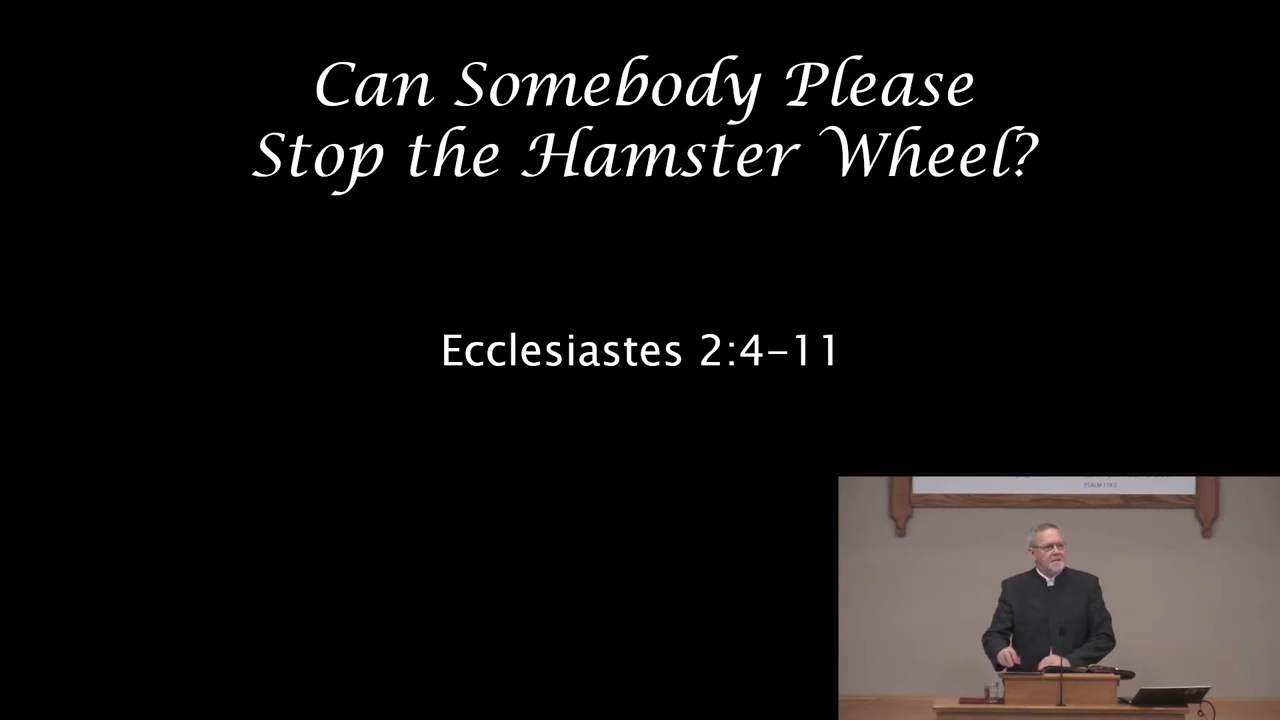 Can Somebody Please
Stop the Hamster Wheel?
Ecclesiastes 2:4–11